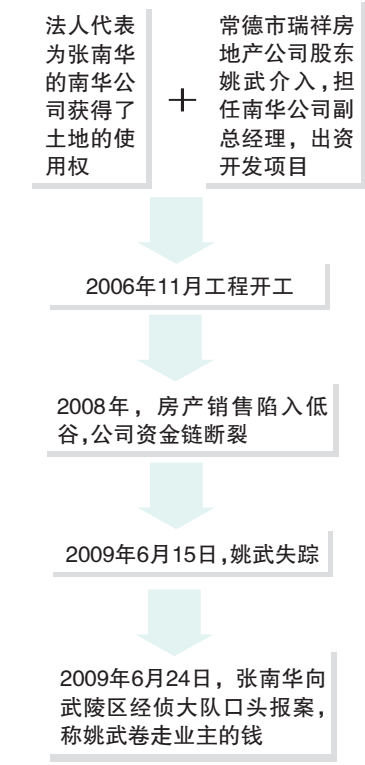 法人代表
为张南华
的南华公
司获得了
土地的使
用权
+
常德市瑞祥房
地产公司股东
姚武介入，担
任南华公司副
总经理，出资
开发项目
2006年11月工程开工
2008年，房产销售陷入低
谷，公司资金链断裂
2009年6月15日，姚武失踪
2009年6月24日，张南华向
武陵区经侦大队口头报案，
称姚武卷走业主的钱